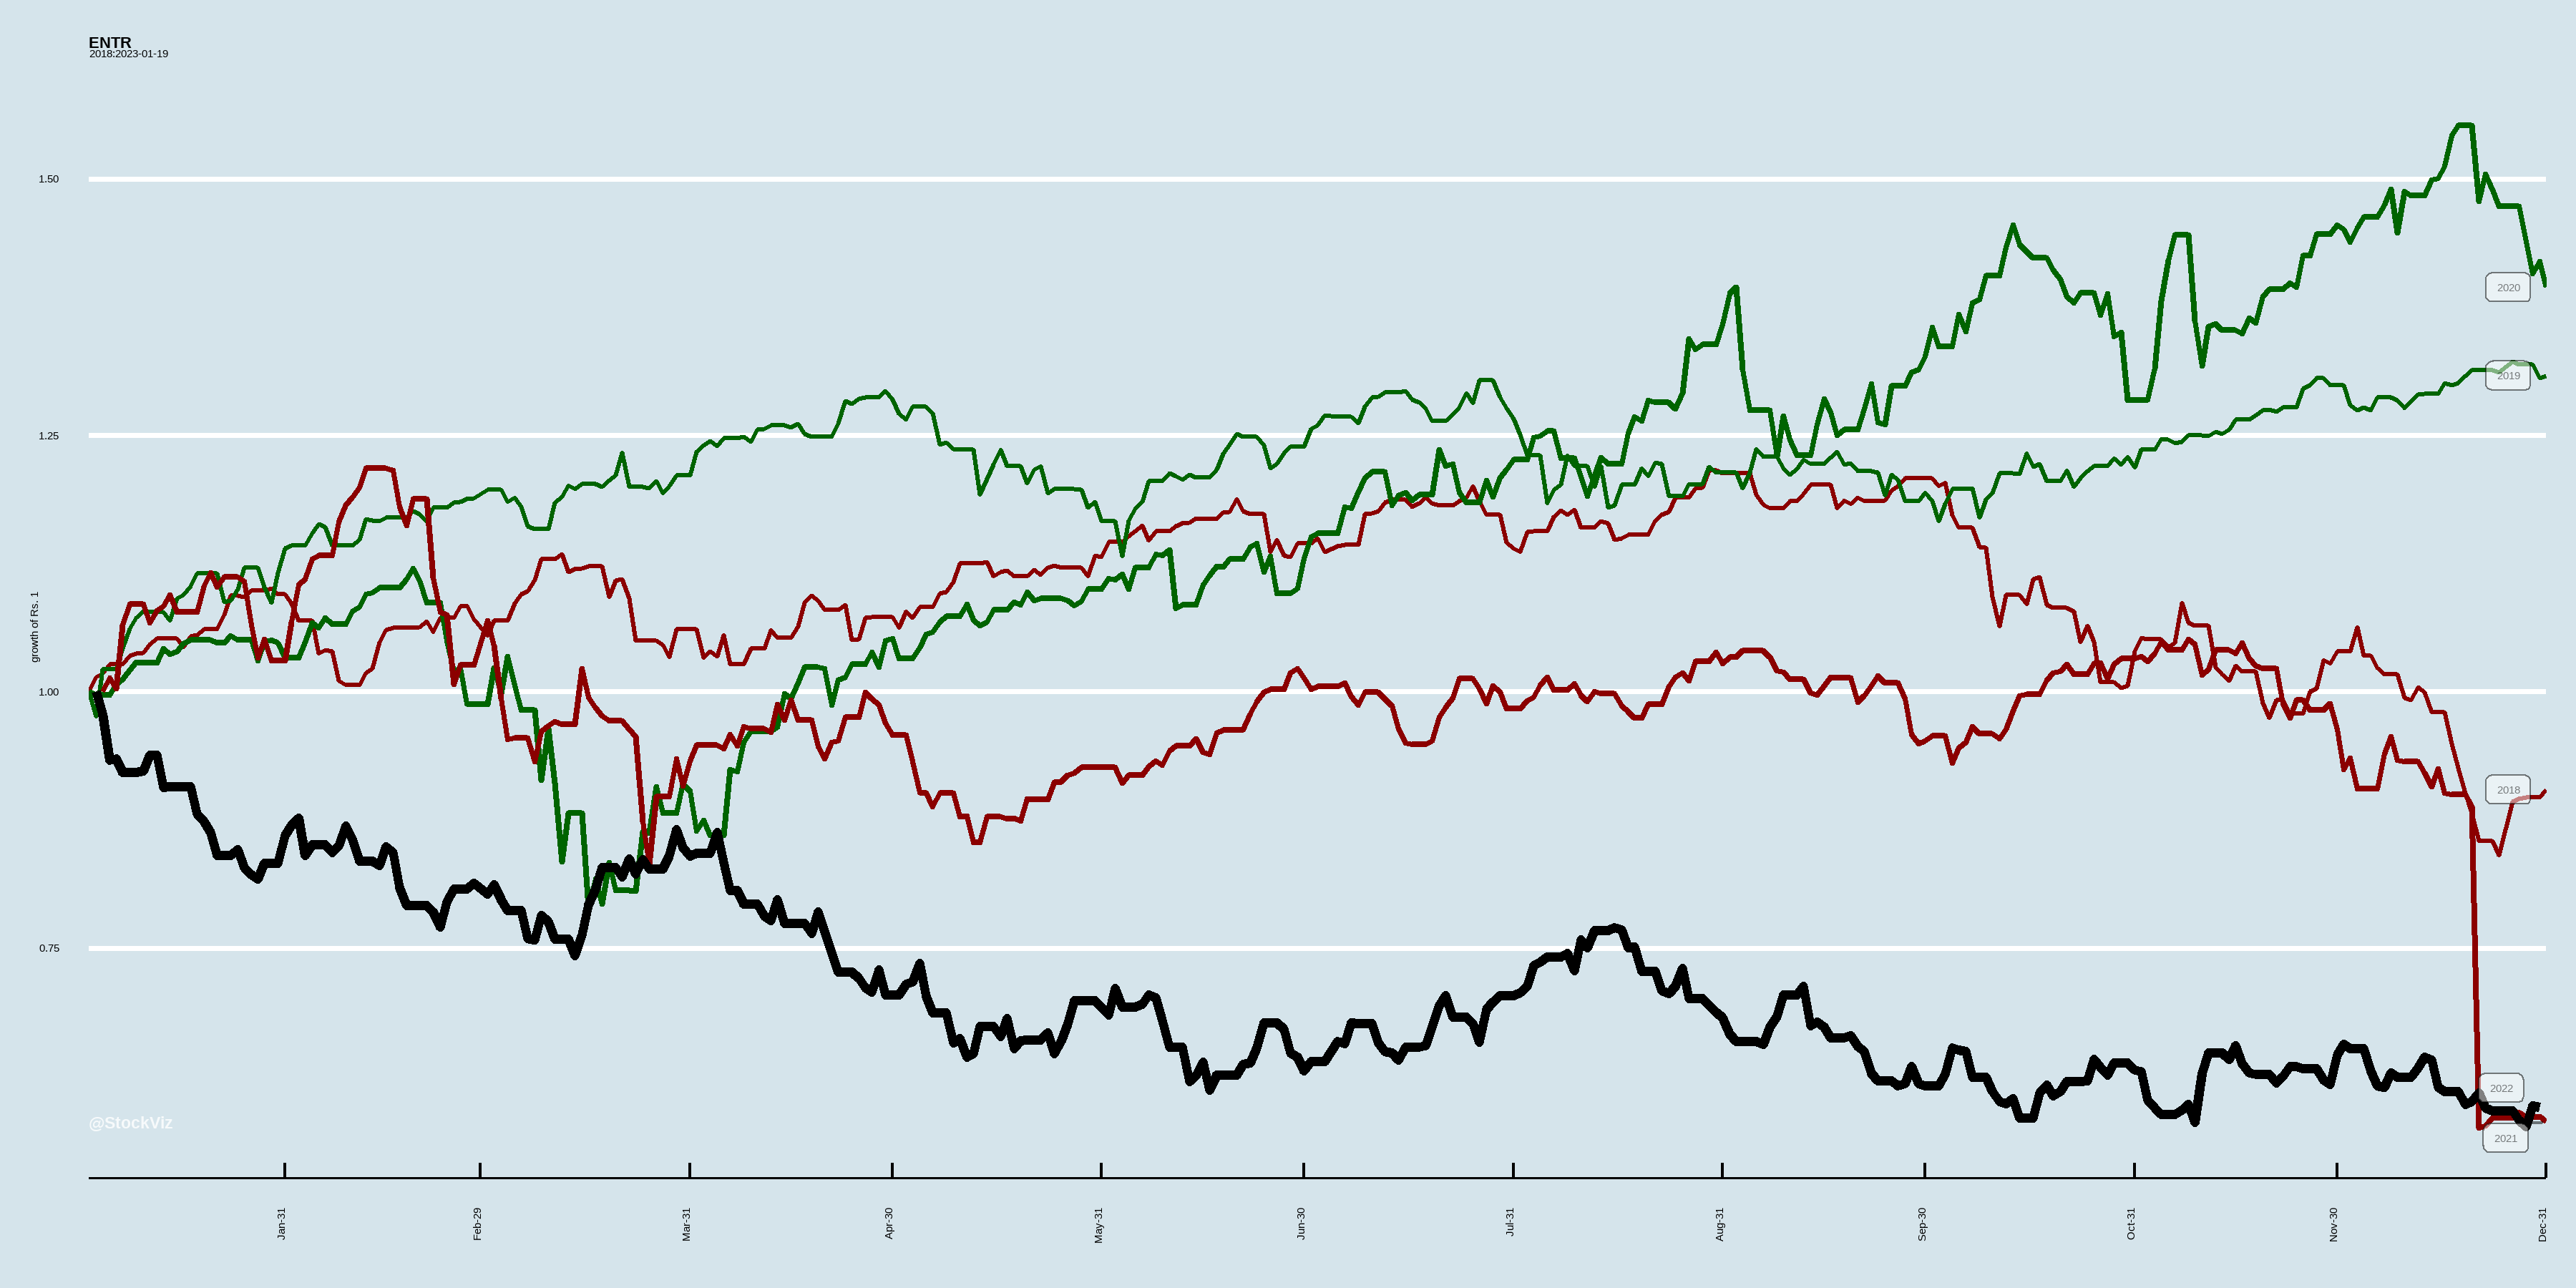 ENTR
2018:2023-01-19
1.50
1.25
1.00
0.75
growth of Rs. 1
2020
2019
2018
2022
2021
@StockViz
Jan-31
Feb-29
Mar-31
Apr-30
May-31
Jun-30
Jul-31
Aug-31
Sep-30
Oct-31
Nov-30
Dec-31